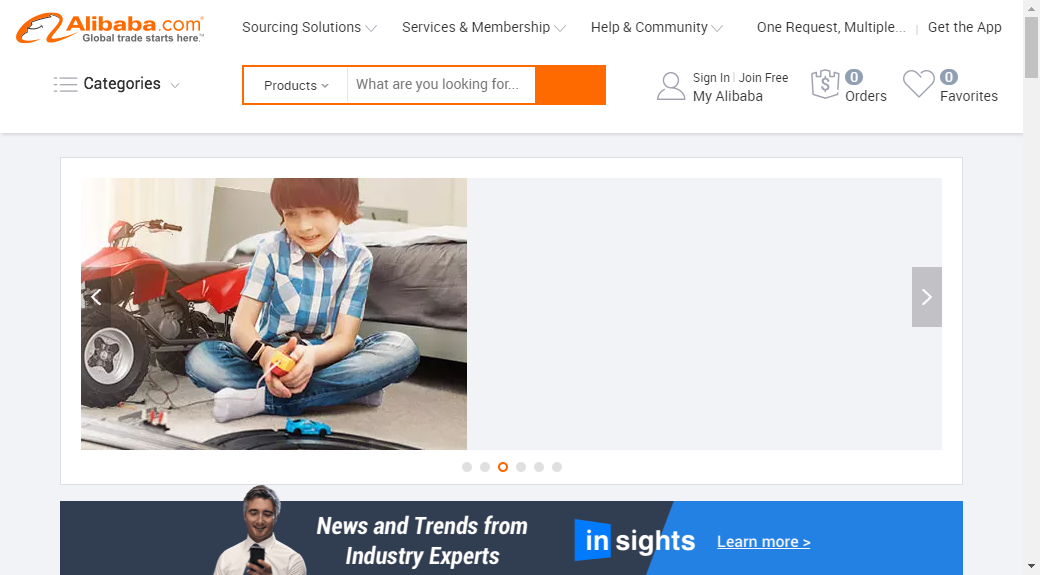 Alibaba.com
Global trade starts here.™
Sourcing Solutions
Services & Membership
Help & Community
One Request, Multiple...
Get the App
Categories
Products
What are you looking for...
Sign In
Join Free
My Alibaba
0
Orders
0
Favorites
News and Trends from
Industry Experts
in sights
Learn more >